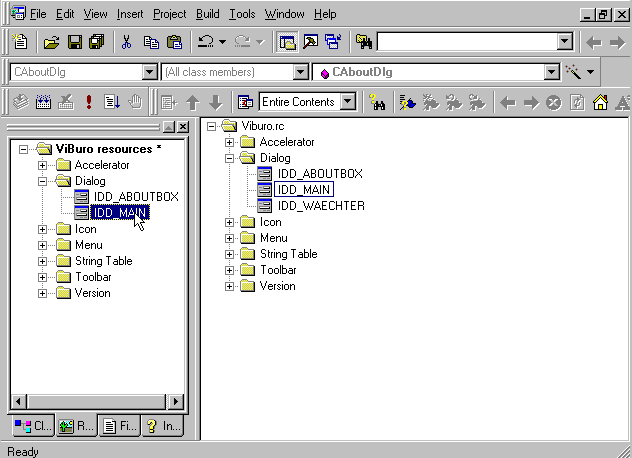 File Edit View Insert Project Build Tools Window Help
CAboutDlg (All class members) CAboutDlg
Entire Contents
ViBuro resources *
Accelerator
Dialog
IDD_ABOUTBOX
IDD_MAIN
Icon
Menu
String Table
Toolbar
Version
Cl... R... Fi... In...
Viburo.rc
Accelerator
Dialog
IDD_ABOUTBOX
IDD_MAIN
IDD_WAECHTER
Icon
Menu
String Table
Toolbar
Version
Ready